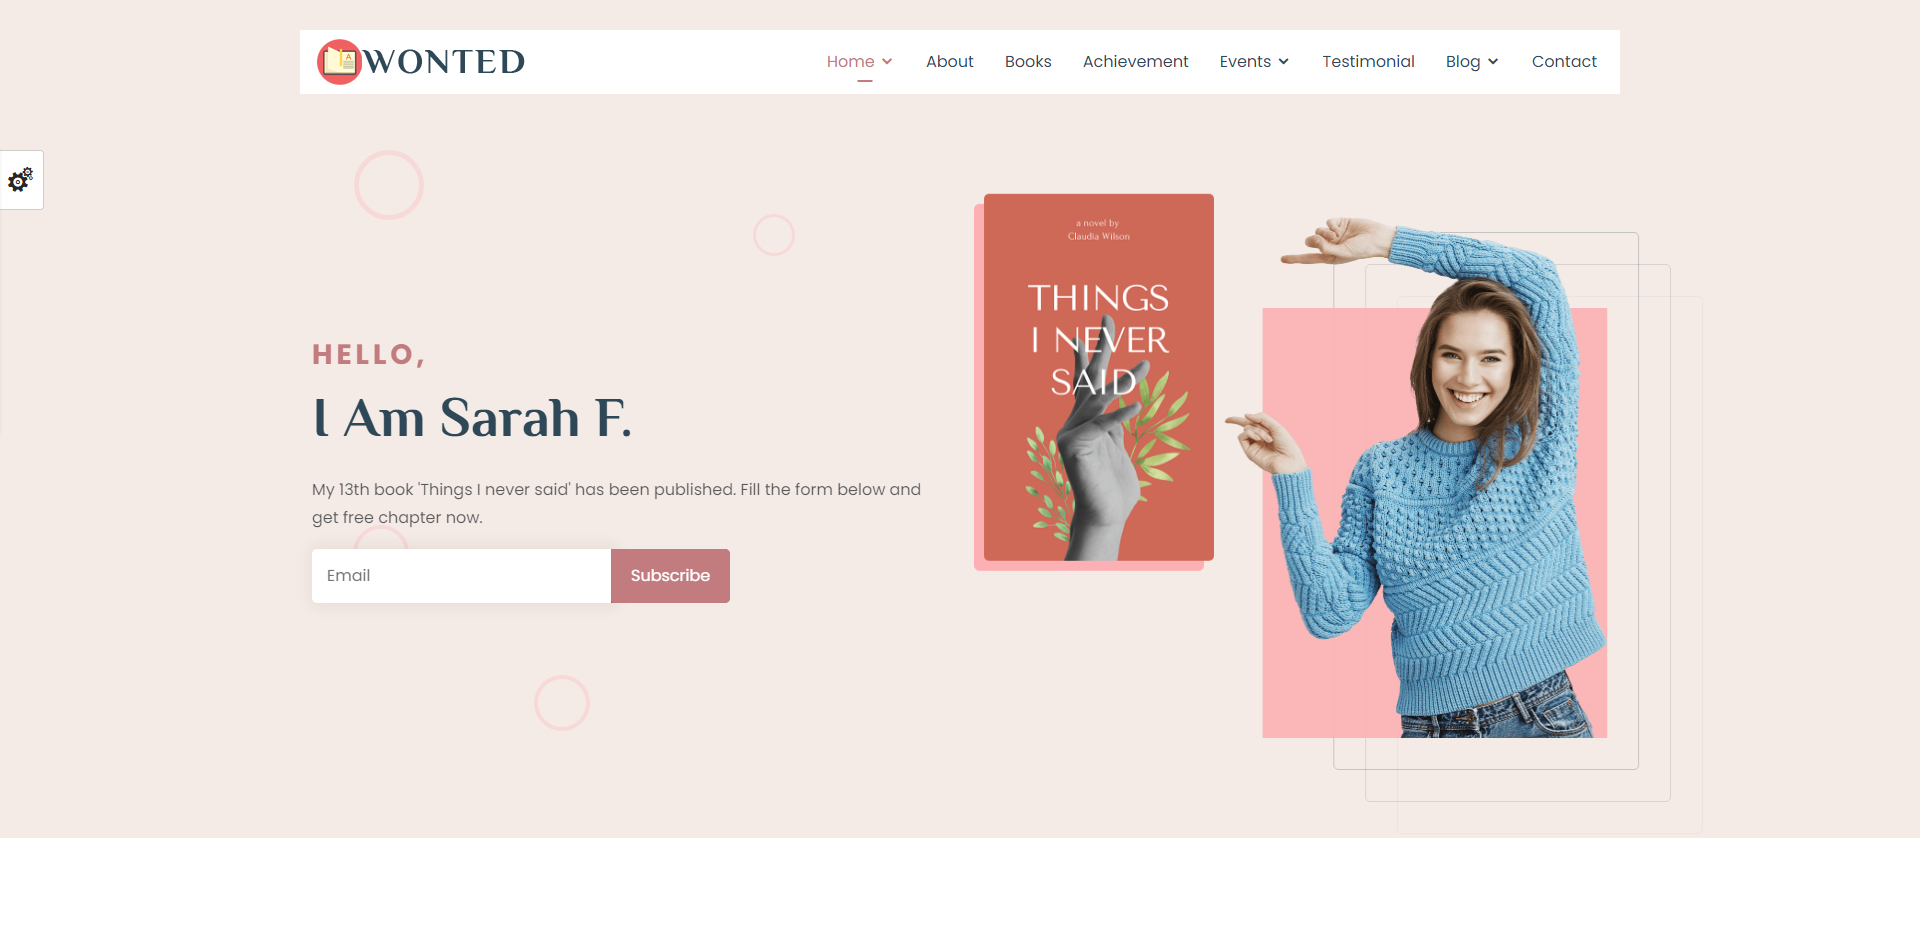 WONTED
Home
About
Books
Achievement
Events
Testimonial
Blog
Contact
HELLO,
I Am Sarah F.
My 13th book 'Things I never said' has been published. Fill the form below and
get free chapter now.
Email
Subscribe
a novel by
Claudia Wilson
THINGS
I NEVER
SAID